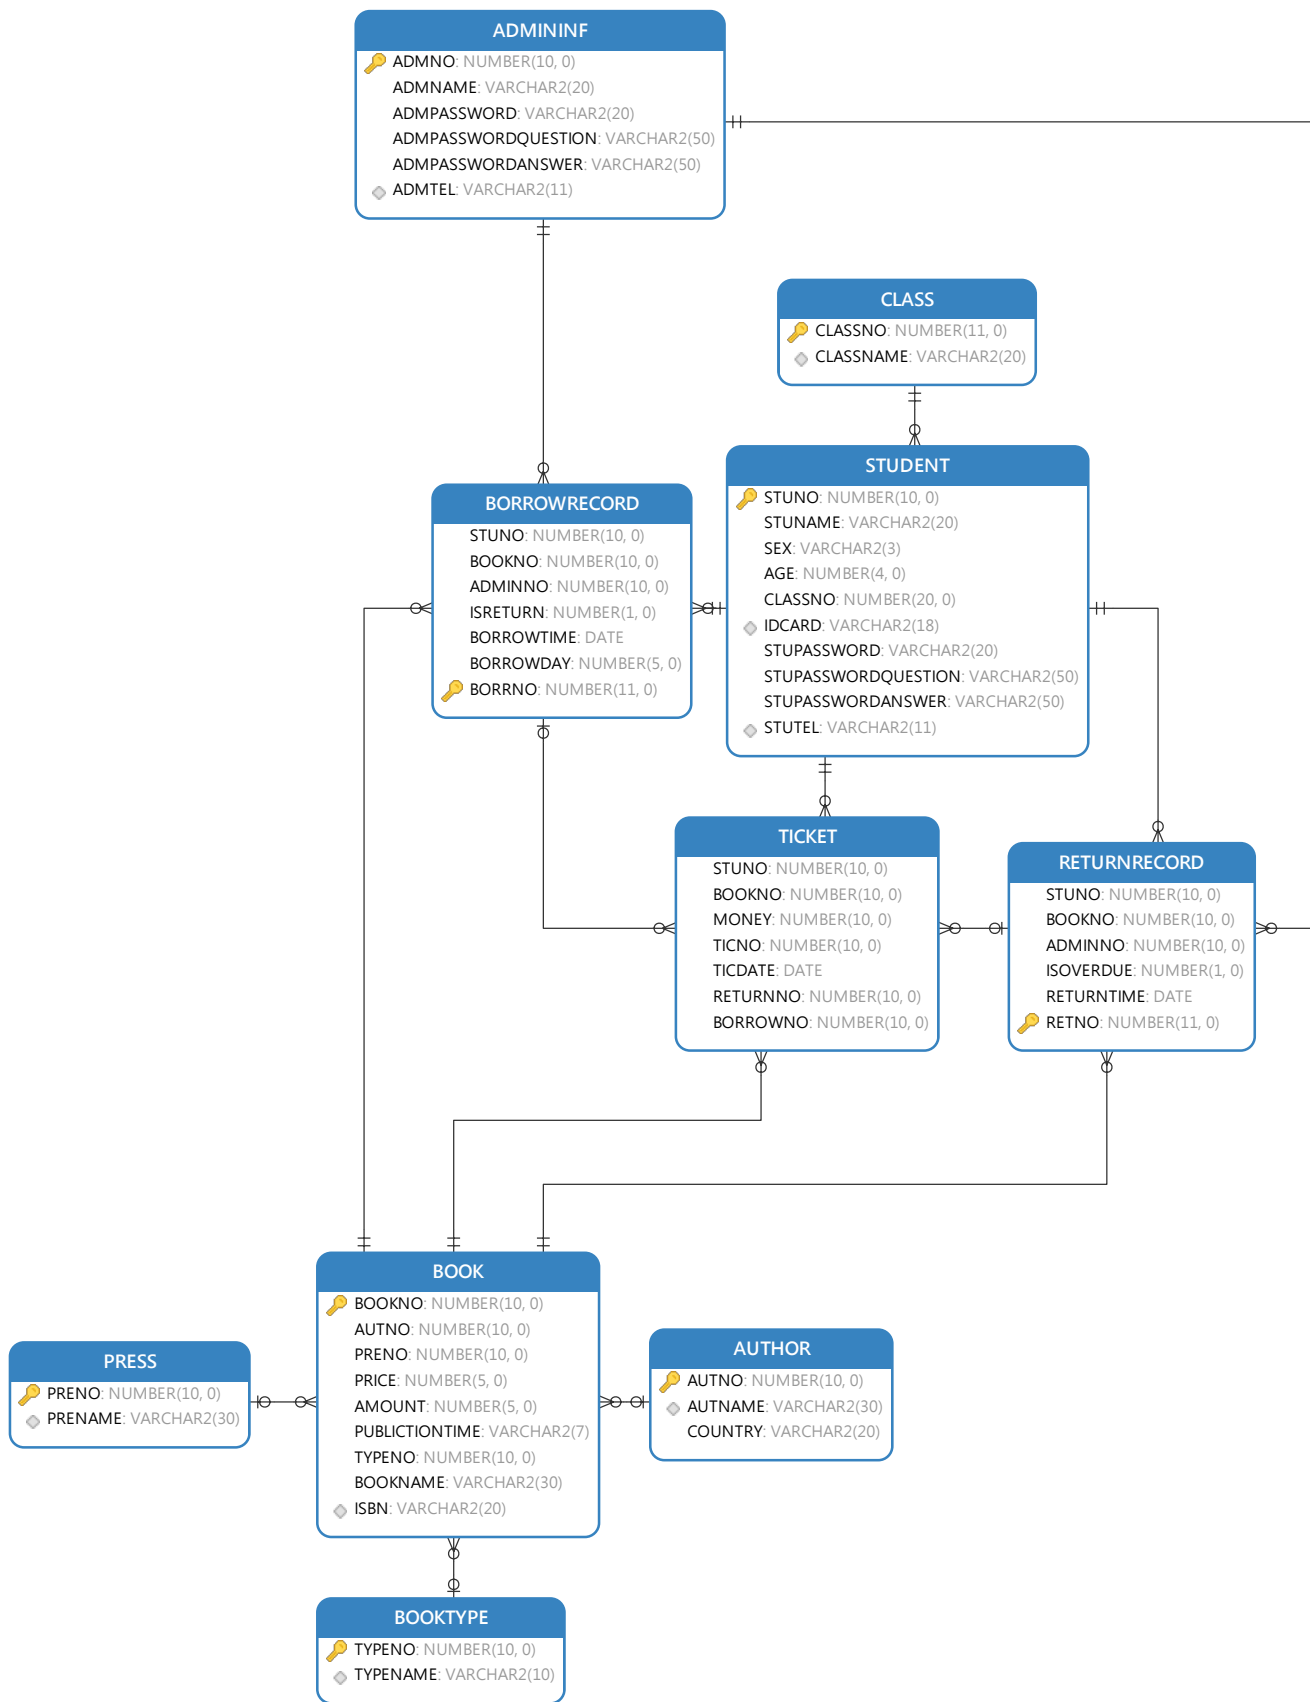 ADMININF
ADMNO: NUMBER(10, 0)
ADMNAME: VARCHAR2(20)
ADMPASSWORD: VARCHAR2(20)
ADMPASSWORDQUESTION: VARCHAR2(50)
ADMPASSWORDANSWER: VARCHAR2(50)
ADMTEL: VARCHAR2(11)
CLASS
CLASSNO: NUMBER(11, 0)
CLASSNAME: VARCHAR2(20)
BORROWRECORD
STUNO: NUMBER(10, 0)
BOOKNO: NUMBER(10, 0)
ADMINNO: NUMBER(10, 0)
ISRETURN: NUMBER(1, 0)
BORROWTIME: DATE
BORROWDAY: NUMBER(5, 0)
BORRNO: NUMBER(11, 0)
STUDENT
STUNO: NUMBER(10, 0)
STUNAME: VARCHAR2(20)
SEX: VARCHAR2(3)
AGE: NUMBER(4, 0)
CLASSNO: NUMBER(20, 0)
IDCARD: VARCHAR2(18)
STUPASSWORD: VARCHAR2(20)
STUPASSWORDQUESTION: VARCHAR2(50)
STUPASSWORDANSWER: VARCHAR2(50)
STUTEL: VARCHAR2(11)
TICKET
STUNO: NUMBER(10, 0)
BOOKNO: NUMBER(10, 0)
MONEY: NUMBER(10, 0)
TICNO: NUMBER(10, 0)
TICDATE: DATE
RETURNNO: NUMBER(10, 0)
BORROWNO: NUMBER(10, 0)
RETURNRECORD
STUNO: NUMBER(10, 0)
BOOKNO: NUMBER(10, 0)
ADMINNO: NUMBER(10, 0)
ISOVERDUE: NUMBER(1, 0)
RETURNTIME: DATE
RETNO: NUMBER(11, 0)
BOOK
BOOKNO: NUMBER(10, 0)
AUTNO: NUMBER(10, 0)
PRENO: NUMBER(10, 0)
PRICE: NUMBER(5, 0)
AMOUNT: NUMBER(5, 0)
PUBLICTIONTIME: VARCHAR2(7)
TYPENO: NUMBER(10, 0)
BOOKNAME: VARCHAR2(30)
ISBN: VARCHAR2(20)
PRESS
PRENO: NUMBER(10, 0)
PRENAME: VARCHAR2(30)
AUTHOR
AUTNO: NUMBER(10, 0)
AUTNAME: VARCHAR2(30)
COUNTRY: VARCHAR2(20)
BOOKTYPE
TYPENO: NUMBER(10, 0)
TYPENAME: VARCHAR2(10)